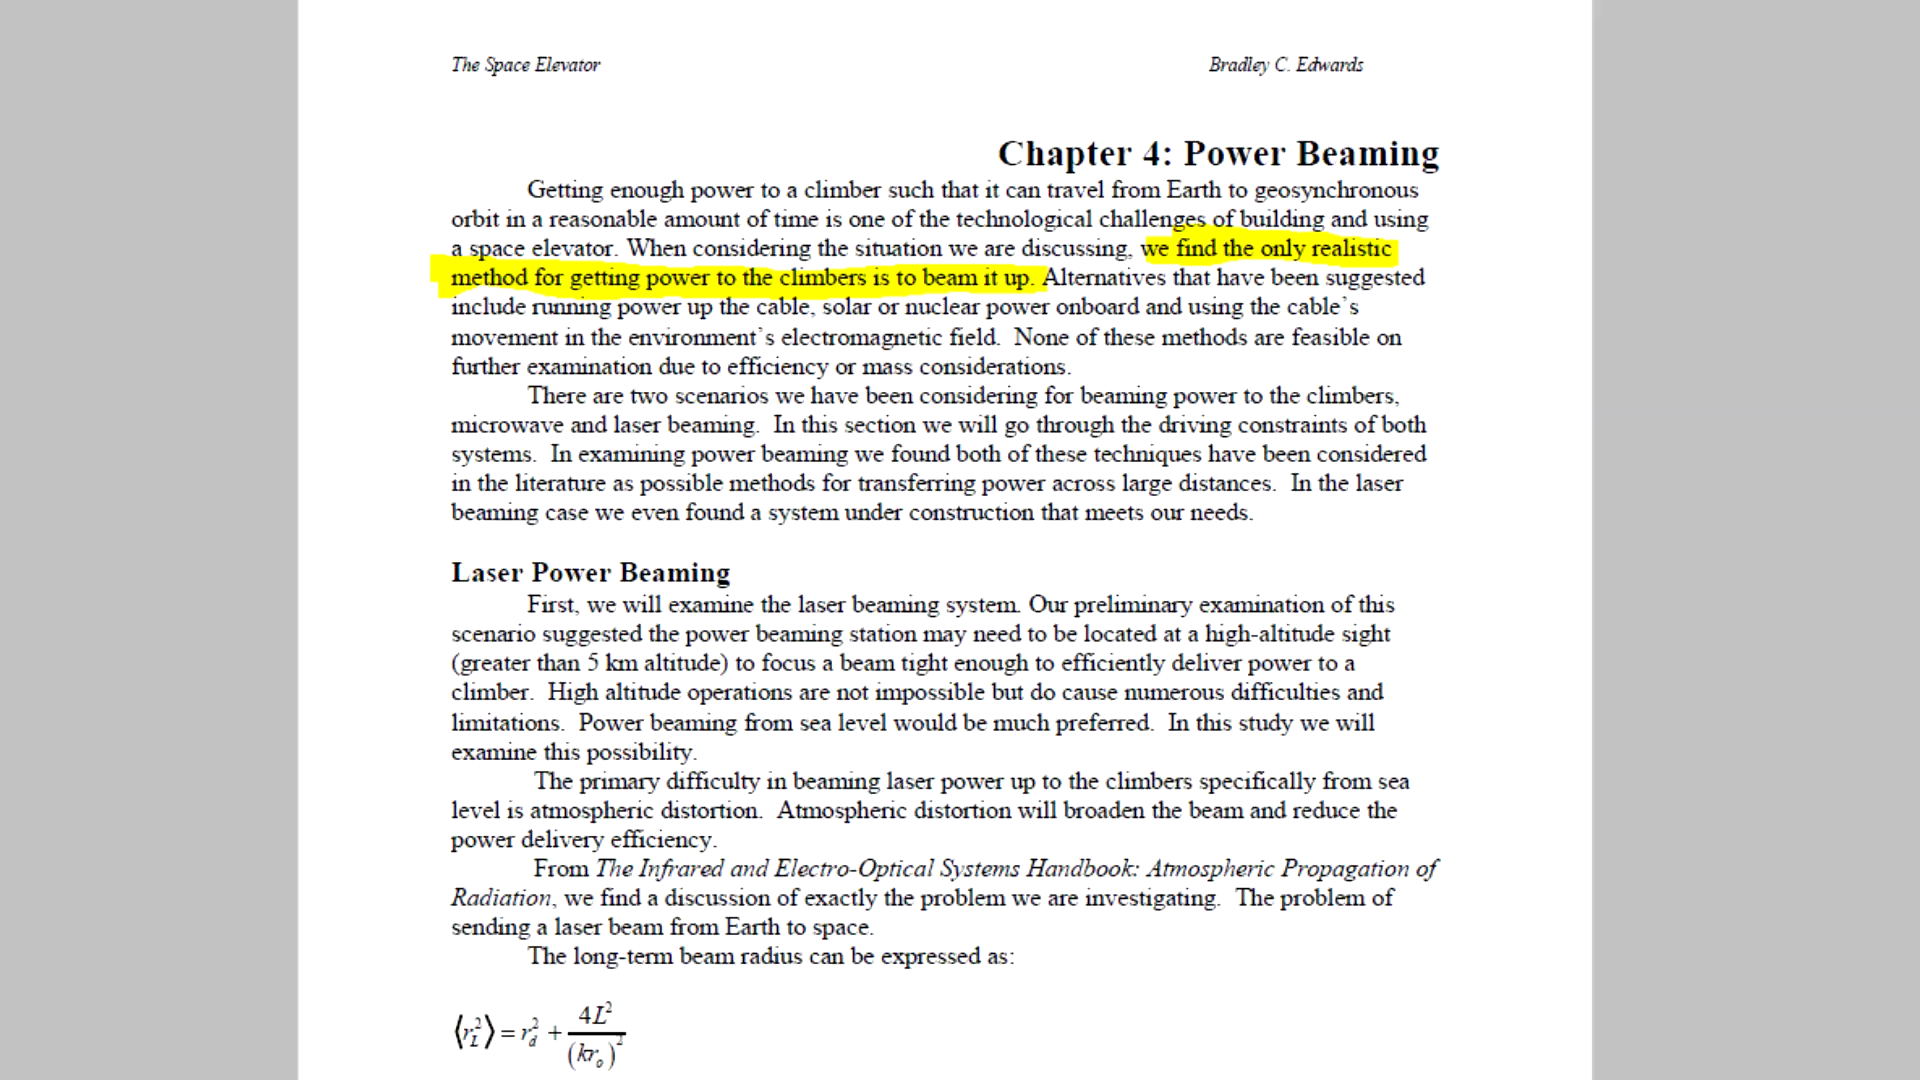 The Space Elevator Bradley C. Edwards
Chapter 4: Power Beaming
Getting enough power to a climber such that it can travel from Earth to geosynchronous
orbit in a reasonable amount of time is one of the technological challenges of building and using
a space elevator. When considering the situation we are discussing, we find the only realistic
method for getting power to the climbers is to beam it up. Alternatives that have been suggested
include running power up the cable, solar or nuclear power onboard and using the cable's
movement in the environment's electromagnetic field. None of these methods are feasible on
further examination due to efficiency or mass considerations.
There are two scenarios we have been considering for beaming power to the climbers,
microwave and laser beaming. In this section we will go through the driving constraints of both
systems. In examining power beaming we found both of these techniques have been considered
in the literature as possible methods for transferring power across large distances. In the laser
beaming case we even found a system under construction that meets our needs.
Laser Power Beaming
First, we will examine the laser beaming system. Our preliminary examination of this
scenario suggested the power beaming station may need to be located at a high-altitude sight
(greater than 5 km altitude) to focus a beam tight enough to efficiently deliver power to a
climber. High altitude operations are not impossible but do cause numerous difficulties and
limitations. Power beaming from sea level would be much preferred. In this study we will
examine this possibility.
The primary difficulty in beaming laser power up to the climbers specifically from sea
level is atmospheric distortion. Atmospheric distortion will broaden the beam and reduce the
power delivery efficiency.
From The Infrared and Electro-Optical Systems Handbook: Atmospheric Propagation of
Radiation, we find a discussion of exactly the problem we are investigating. The problem of
sending a laser beam from Earth to space.
The long-term beam radius can be expressed as:
⟨r_L^2⟩ = r_d^2 + 4L^2 / (kr_o)^2